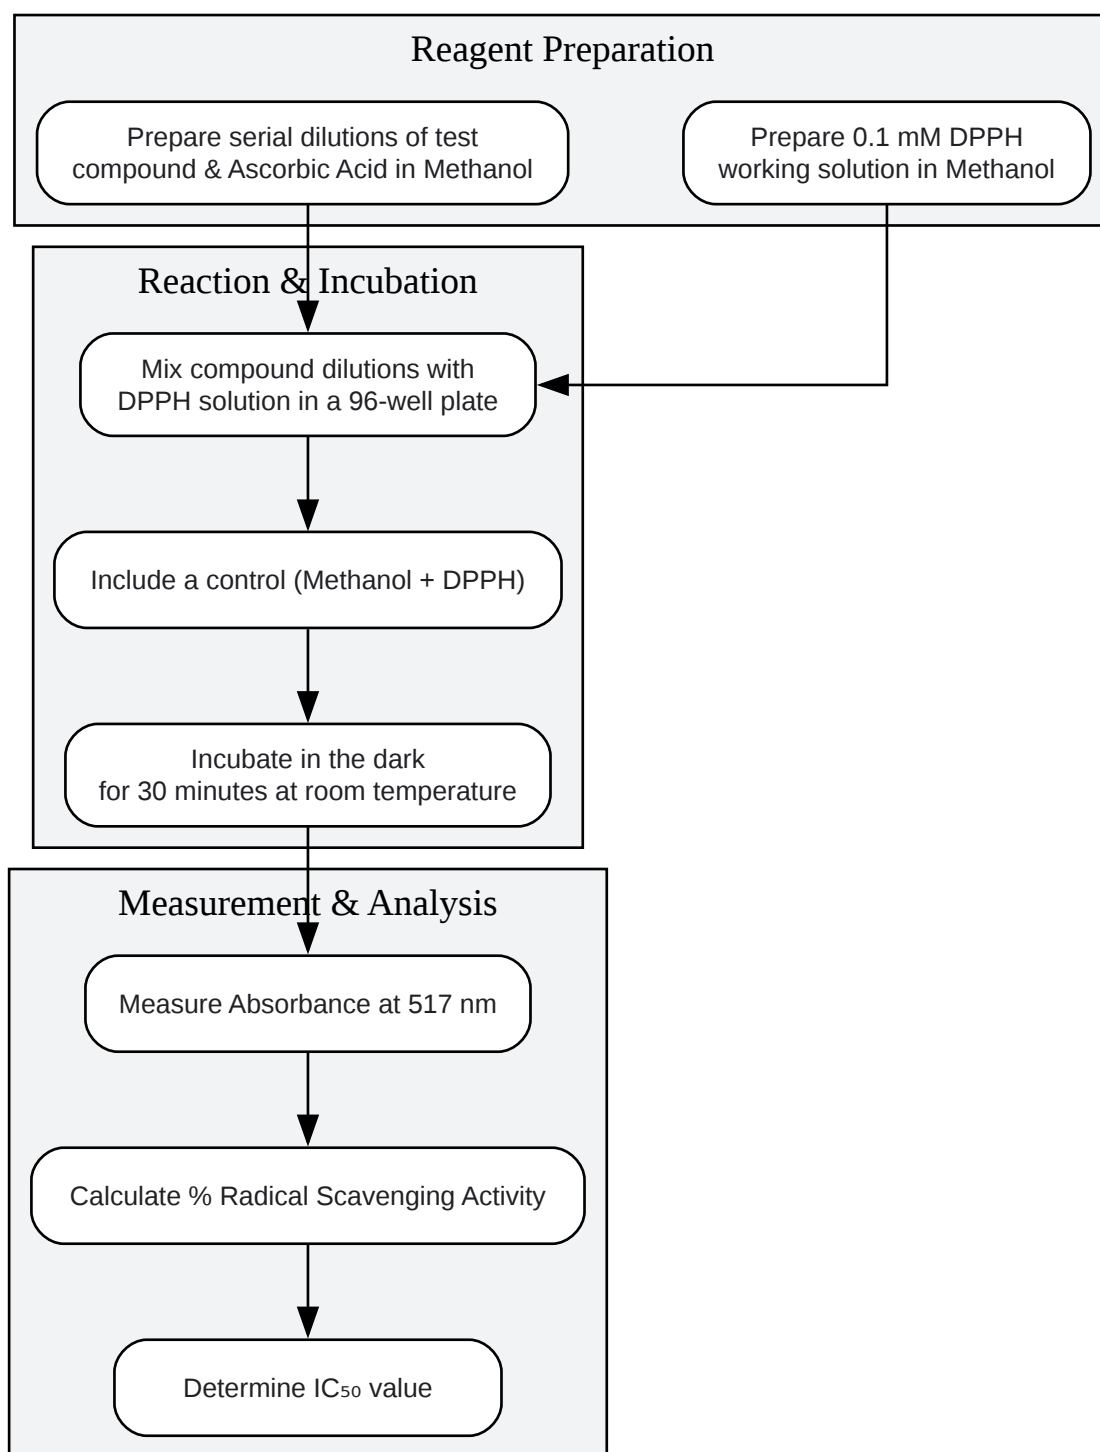 Reagent Preparation
Prepare serial dilutions of test
compound & Ascorbic Acid in Methanol
Prepare 0.1 mM DPPH
working solution in Methanol
Reaction & Incubation
Mix compound dilutions with
DPPH solution in a 96-well plate
Include a control (Methanol + DPPH)
Incubate in the dark
for 30 minutes at room temperature
Measurement & Analysis
Measure Absorbance at 517 nm
Calculate % Radical Scavenging Activity
Determine IC₅₀ value